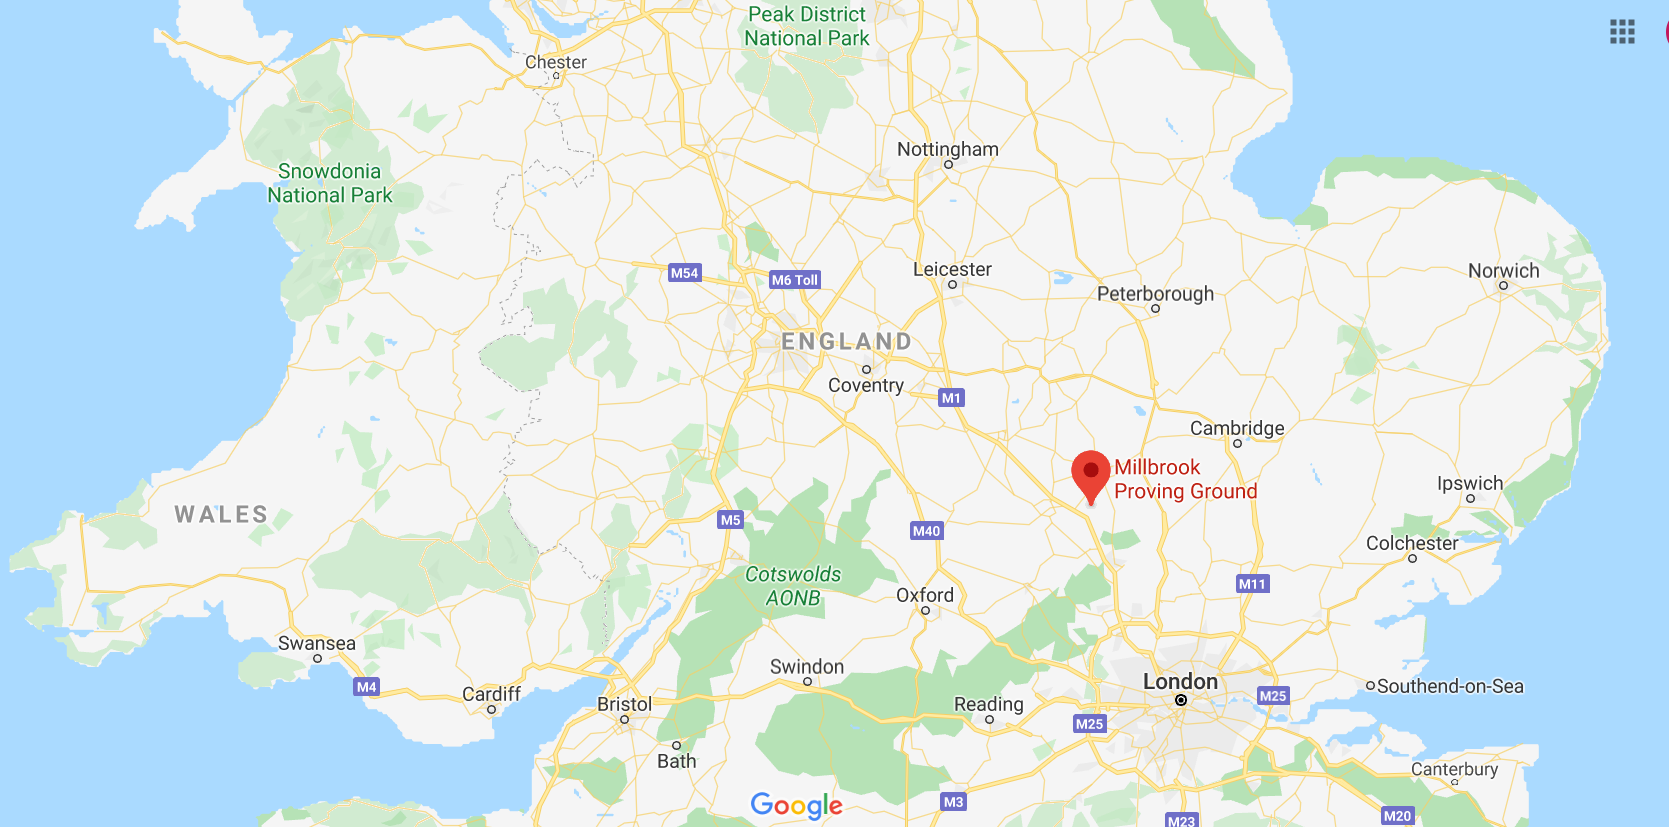 Peak District
National Park
Chester
Nottingham
Snowdonia
National Park
Leicester
Norwich
M54
M6 Toll
Peterborough
ENGLAND
Coventry
M1
Cambridge
Millbrook
Proving Ground
Ipswich
WALES
M5
M40
Colchester
Cotswolds
AONB
M11
Oxford
Swansea
Swindon
London
M4
Cardiff
Southend-on-Sea
M25
Bristol
Reading
M25
Bath
Canterbury
Google
M3
M20
M23